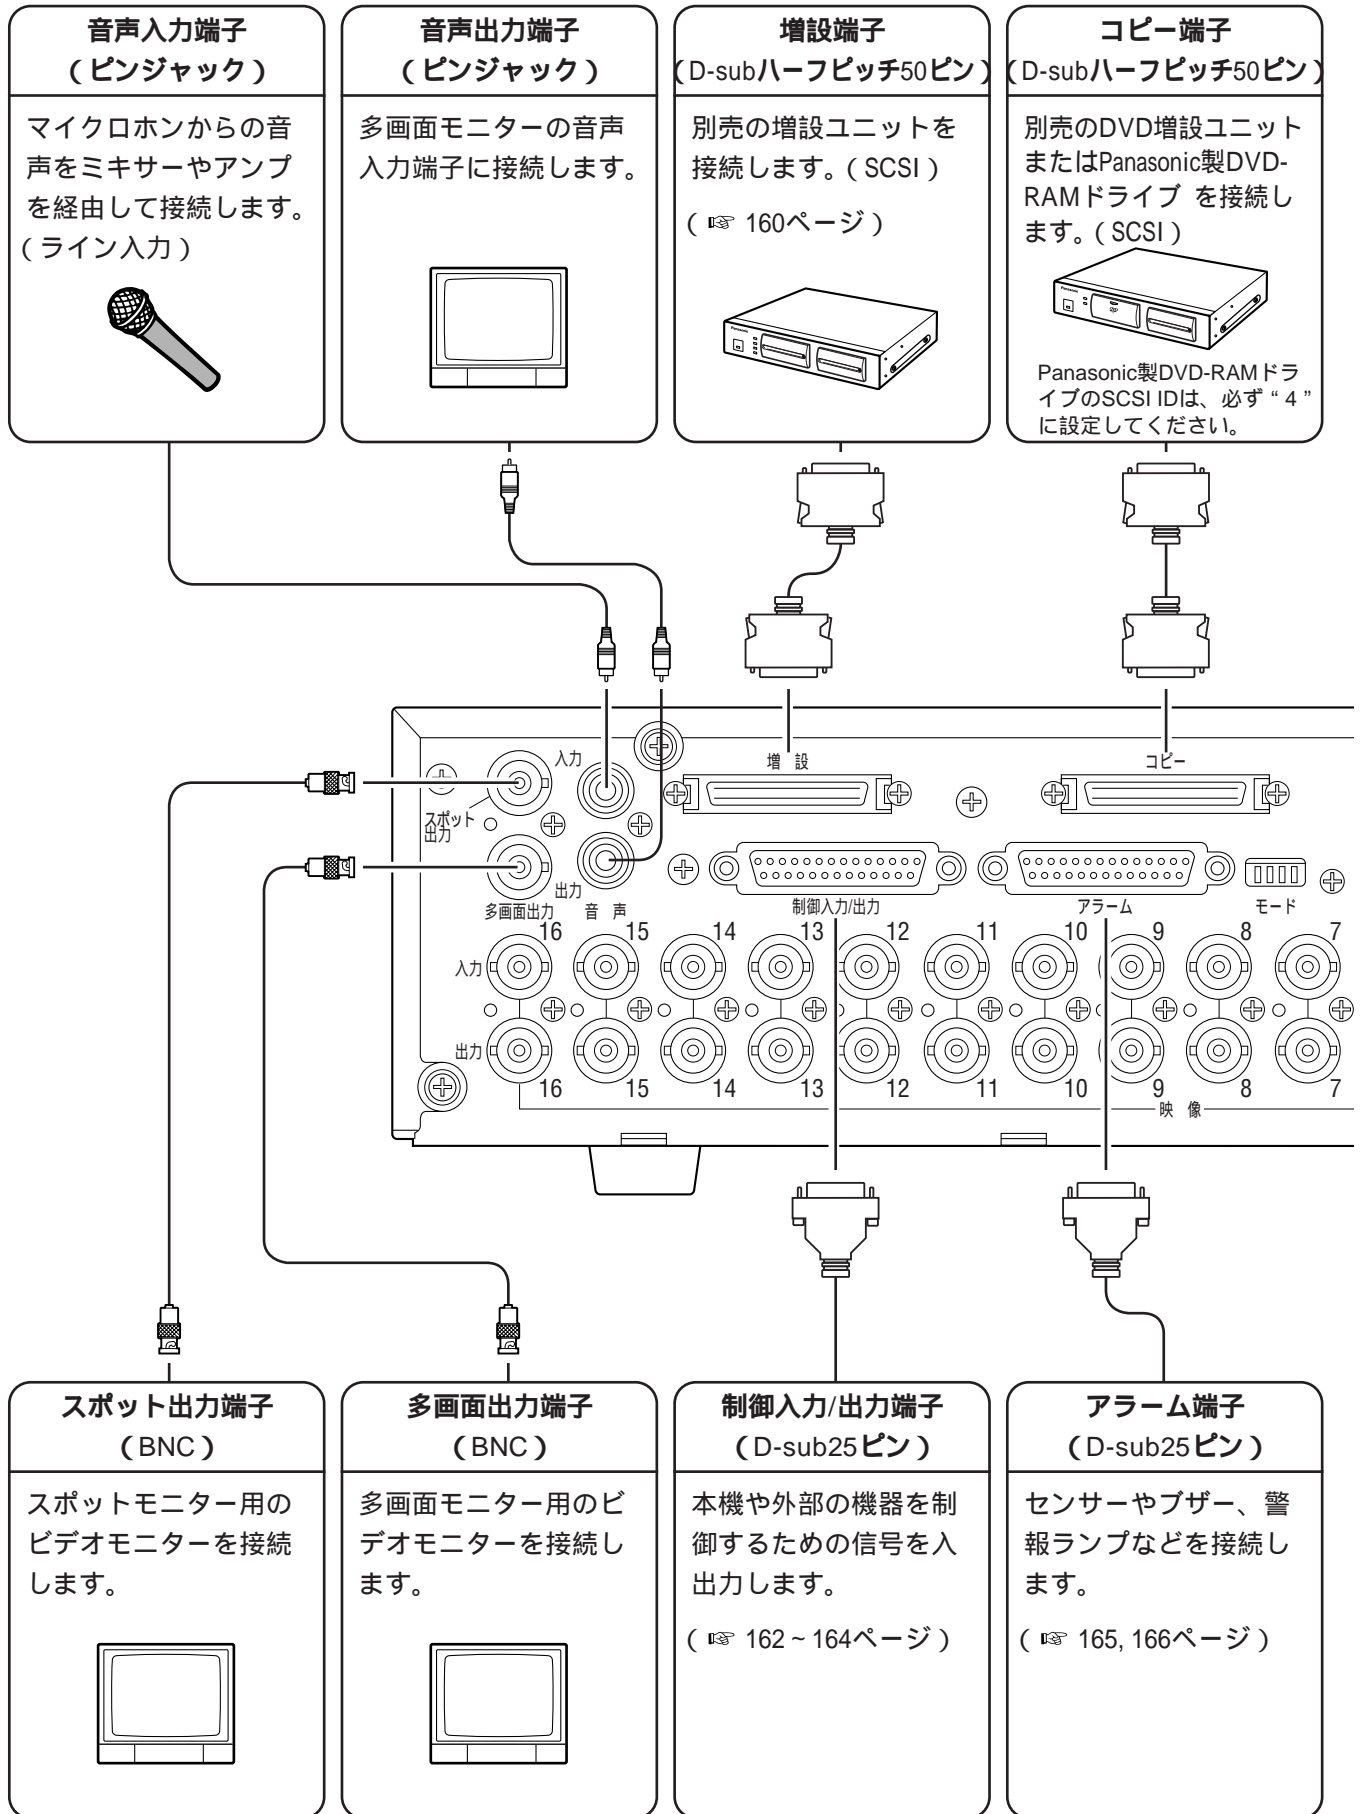 音声入力端子
(ピンジャック)
マイクロホンからの音
声をミキサーやアンプ
を経由して接続します。
(ライン入力)
音声出力端子
(ピンジャック)
多画面モニターの音声
入力端子に接続します。
増設端子
(D-subハーフピッチ50ピン)
別売の増設ユニットを
接続します。(SCSI)
(☞ 160ページ)
Panasonic
コピー端子
(D-subハーフピッチ50ピン)
別売のDVD増設ユニット
またはPanasonic製DVD-
RAMドライブ を接続し
ます。(SCSI)
Panasonic
Panasonic製DVD-RAMドラ
イブのSCSI IDは、必ず“4”
に設定してください。
入力
増 設
コピー
スポット
出力
出力
多画面出力
音 声
制御入力/出力
アラーム
モード
16 15 14 13 12 11 10 9 8 7
入力
出力
16 15 14 13 12 11 10 9 8 7
映 像
スポット出力端子
(BNC)
スポットモニター用の
ビデオモニターを接続
します。
多画面出力端子
(BNC)
多画面モニター用のビ
デオモニターを接続し
ます。
制御入力/出力端子
(D-sub25ピン)
本機や外部の機器を制
御するための信号を入
出力します。
(☞ 162~164ページ)
アラーム端子
(D-sub25ピン)
センサーやブザー、警
報ランプなどを接続し
ます。
(☞ 165, 166ページ)